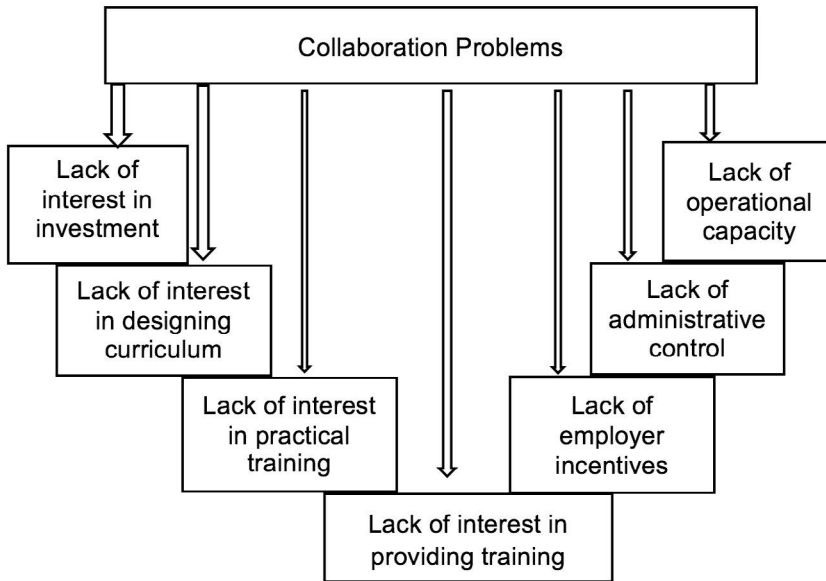 Collaboration Problems
Lack of
interest in
investment
Lack of interest
in designing
curriculum
Lack of interest
in practical
training
Lack of interest in
providing training
Lack of
employer
incentives
Lack of
administrative
control
Lack of
operational
capacity